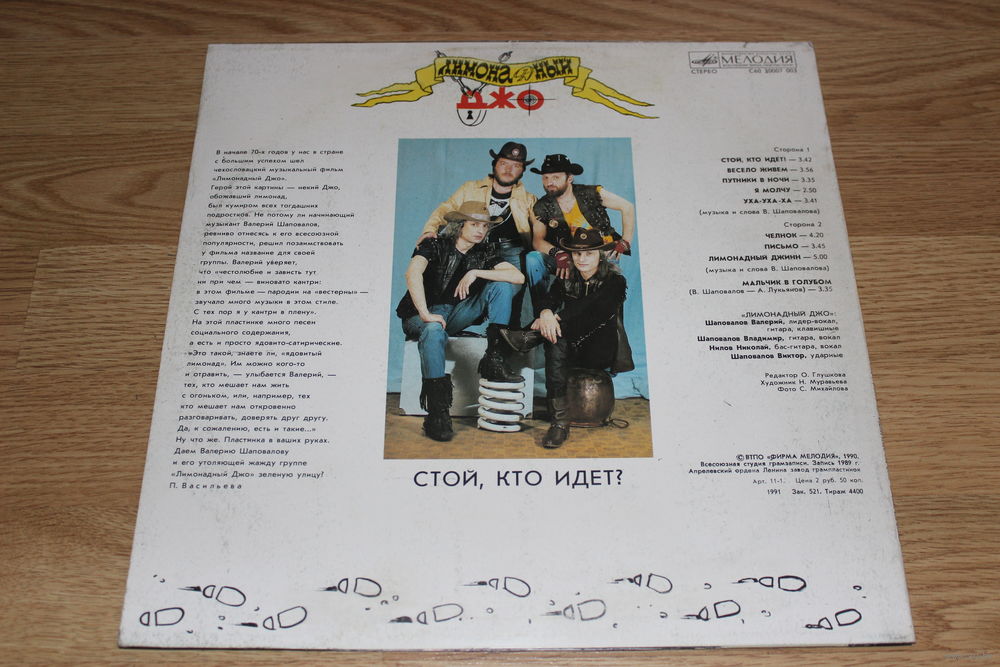 ЛИМОНАДНЫЙ
ДЖО
МЕЛОДИЯ
СТЕРЕО С60 30007 003
В начале 70-х годов у нас в стране
с большим успехом шел
чехословацкий музыкальный фильм
«Лимонадный Джо».
Герой этой картины — некий Джо,
обожавший лимонад,
был кумиром всех тогдашних
подростков. Не потому ли начинающий
музыкант Валерий Шаповалов,
ревниво отнесясь к его всесоюзной
популярности, решил позаимствовать
у фильма название для своей
группы. Валерий уверяет,
что «честолюбие и зависть тут
ни при чем — виновато кантри:
в этом фильме — пародии на «вестерны» —
звучало много музыки в этом стиле.
С тех пор я у кантри в плену».
На этой пластинке много песен
социального содержания,
а есть и просто ядовито-сатирические.
«Это такой, знаете ли, «ядовитый
лимонад». Им можно кого-то
и отравить, — улыбается Валерий, —
тех, кто мешает нам жить
с огоньком, или, например, тех
кто мешает нам откровенно
разговаривать, доверять друг другу.
Да, к сожалению, есть и такие...»
Ну что же. Пластинка в ваших руках.
Даем Валерию Шаповалову
и его утоляющей жажду группе
«Лимонадный Джо» зеленую улицу!
П. Васильева
СТОЙ, КТО ИДЕТ?
Сторона 1
СТОЙ, КТО ИДЕТ! — 3.42
ВЕСЕЛО ЖИВЕМ — 3.56
ПУТНИКИ В НОЧИ — 3.35
Я МОЛЧУ — 2.50
УХА-УХА-ХА — 3.41
(музыка и слова В. Шаповалова)
Сторона 2
ЧЕЛНОК — 4.20
ПИСЬМО — 3.45
ЛИМОНАДНЫЙ ДЖИНН — 5.00
(музыка и слова В. Шаповалова)
МАЛЬЧИК В ГОЛУБОМ
(В. Шаповалов — А. Лукьянов) — 3.35
«ЛИМОНАДНЫЙ ДЖО»:
Шаповалов Валерий, лидер-вокал,
гитара, клавишные
Шаповалов Владимир, гитара, вокал
Нилов Николай, бас-гитара, вокал
Шаповалов Виктор, ударные
Редактор О. Глушкова
Художник Н. Муравьева
Фото С. Михайлова
© ВТПО «ФИРМА МЕЛОДИЯ», 1990.
Всесоюзная студия грамзаписи. Запись 1989 г.
Апрелевский ордена Ленина завод грампластинок
Арт. 11-1. Цена 2 руб. 50 коп.
1991 Зак. 521. Тираж 4400